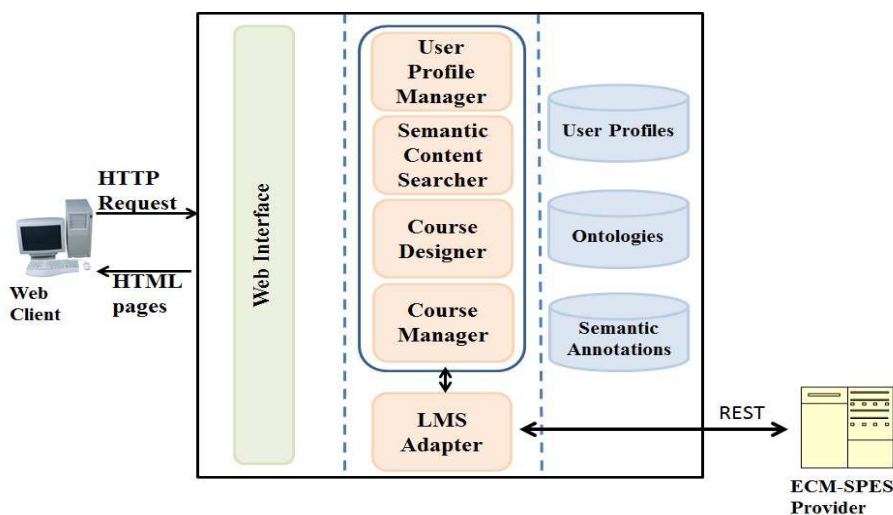 HTTP
Request
HTML
pages
Web
Client
Web Interface
User
Profile
Manager
Semantic
Content
Searcher
Course
Designer
Course
Manager
LMS
Adapter
User Profiles
Ontologies
Semantic
Annotations
REST
ECM-SPES
Provider